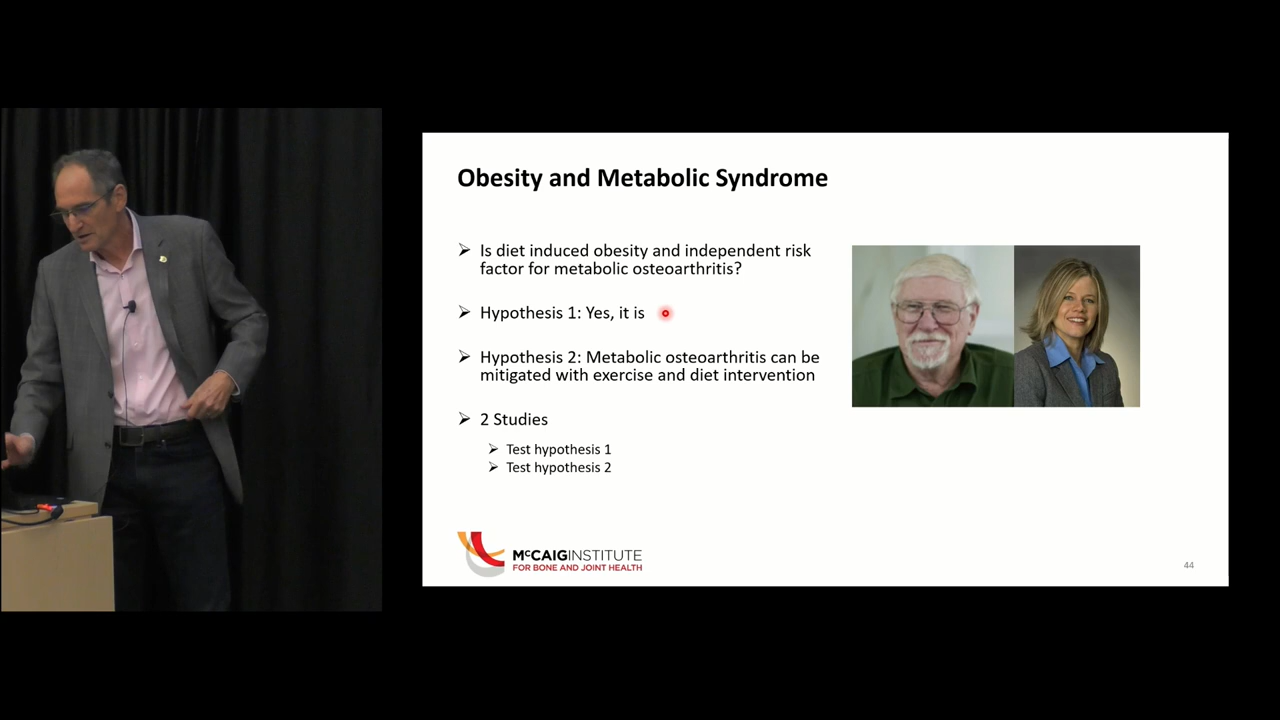 Obesity and Metabolic Syndrome
Is diet induced obesity and independent risk
factor for metabolic osteoarthritis?
Hypothesis 1: Yes, it is
Hypothesis 2: Metabolic osteoarthritis can be
mitigated with exercise and diet intervention
2 Studies
Test hypothesis 1
Test hypothesis 2
McCAIGINSTITUTE
FOR BONE AND JOINT HEALTH
44